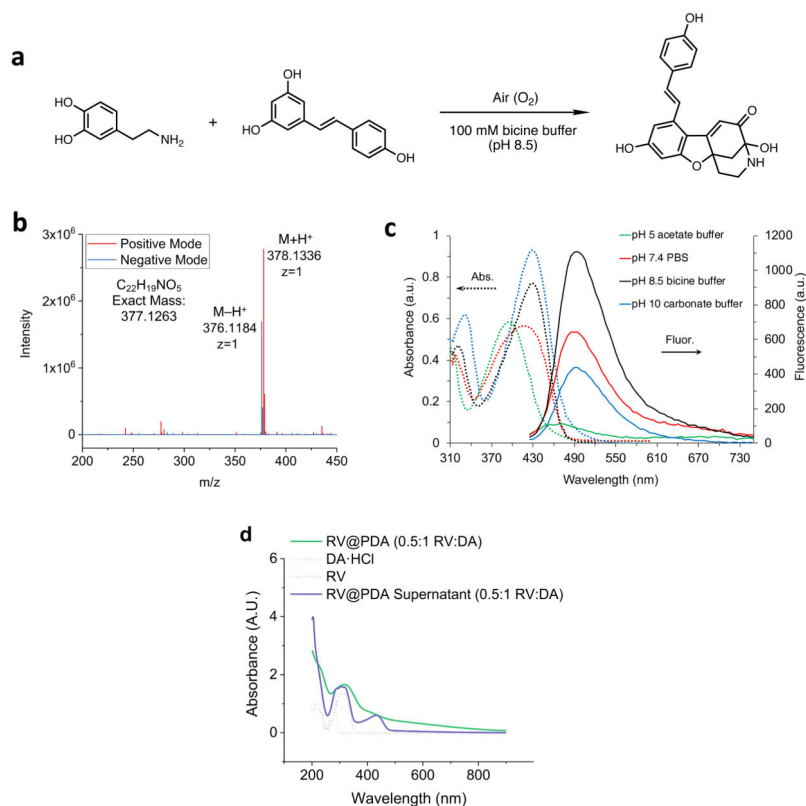 a
HO
HO
NH₂
+
OH
HO
OH
Air (O₂)
100 mM bicine buffer
(pH 8.5)
OH
O
OH
NH
O
HO
b
Positive Mode
Negative Mode
C₂₂H₁₉NO₅
Exact Mass:
377.1263
M+H⁺
378.1336
z=1
M–H⁺
376.1184
z=1
3x10⁶
2x10⁶
1x10⁶
0
Intensity
200 250 300 350 400 450
m/z
c
pH 5 acetate buffer
pH 7.4 PBS
pH 8.5 bicine buffer
pH 10 carbonate buffer
Abs.
Fluor.
1
0.8
0.6
0.4
0.2
0
Absorbance (a.u.)
1200
1000
800
600
400
200
0
Fluorescence (a.u.)
310 370 430 490 550 610 670 730
Wavelength (nm)
d
RV@PDA (0.5:1 RV:DA)
DA·HCl
RV
RV@PDA Supernatant (0.5:1 RV:DA)
6
4
2
0
Absorbance (A.U.)
200 400 600 800
Wavelength (nm)